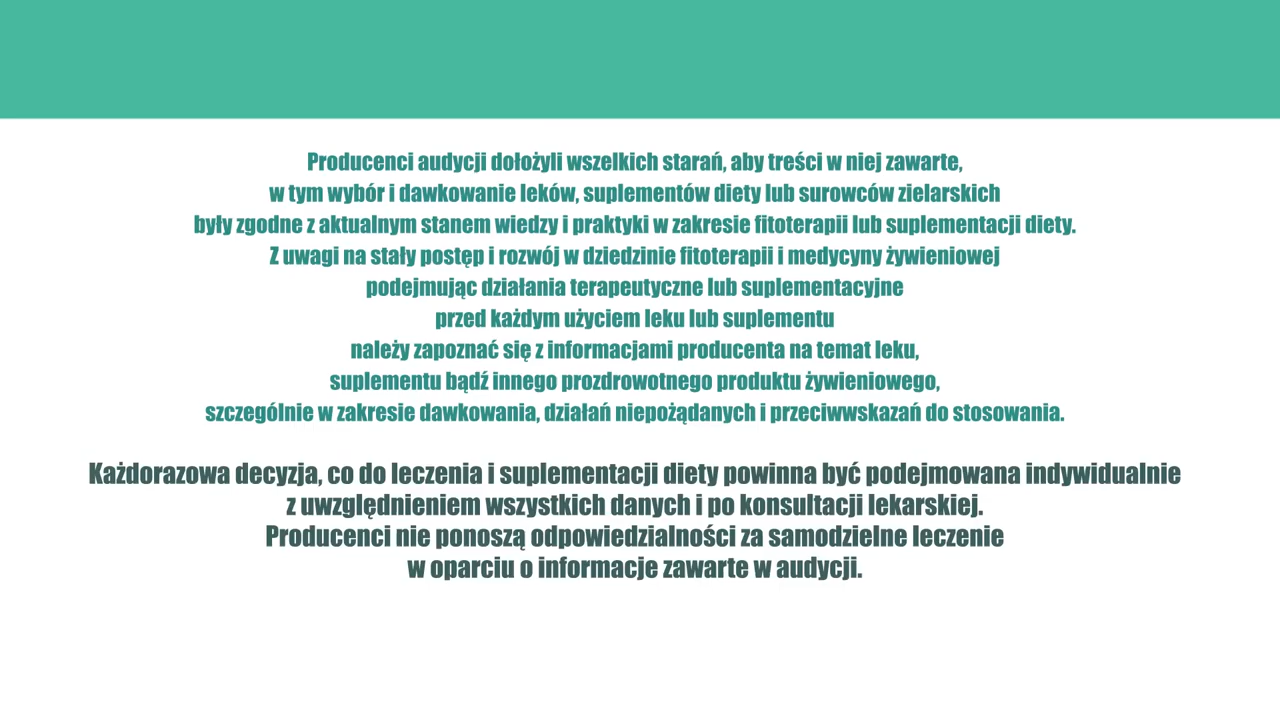 Producenci audycji dołożyli wszelkich starań, aby treści w niej zawarte,
w tym wybór i dawkowanie leków, suplementów diety lub surowców zielarskich
były zgodne z aktualnym stanem wiedzy i praktyki w zakresie fitoterapii lub suplementacji diety.
Z uwagi na stały postęp i rozwój w dziedzinie fitoterapii i medycyny żywieniowej
podejmując działania terapeutyczne lub suplementacyjne
przed każdym użyciem leku lub suplementu
należy zapoznać się z informacjami producenta na temat leku,
suplementu bądź innego prozdrowotnego produktu żywieniowego,
szczególnie w zakresie dawkowania, działań niepożądanych i przeciwwskazań do stosowania.
Każdorazowa decyzja, co do leczenia i suplementacji diety powinna być podejmowana indywidualnie
z uwzględnieniem wszystkich danych i po konsultacji lekarskiej.
Producenci nie ponoszą odpowiedzialności za samodzielne leczenie
w oparciu o informacje zawarte w audycji.